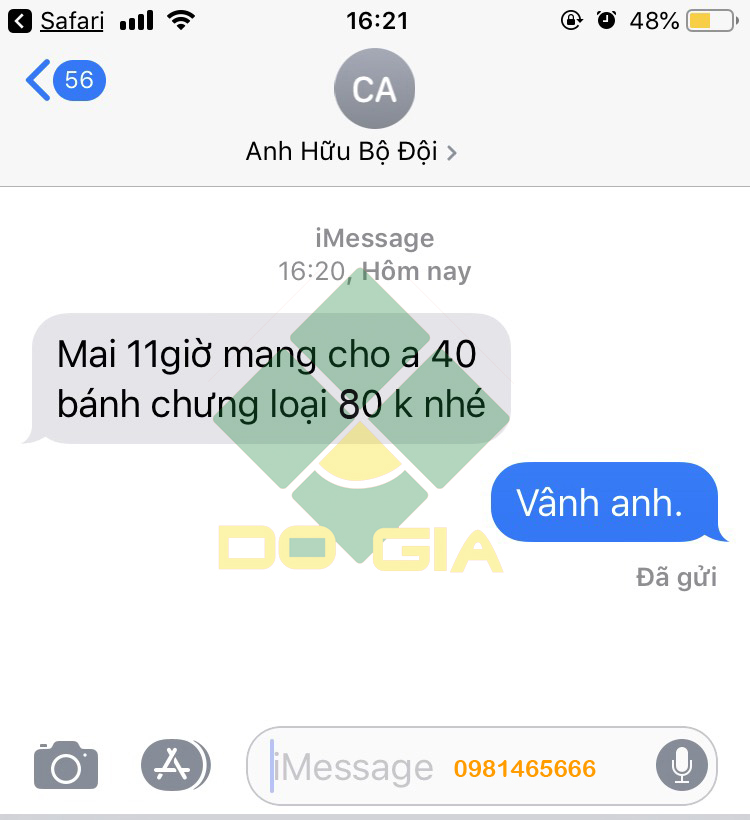 Safari 16:21 48%
56
CA
Anh Hữu Bộ Đội
iMessage
16:20, Hôm nay
Mai 11giờ mang cho a 40
bánh chưng loại 80 k nhé
Vânh anh.
DO GIA
Đã gửi
iMessage 0981465666